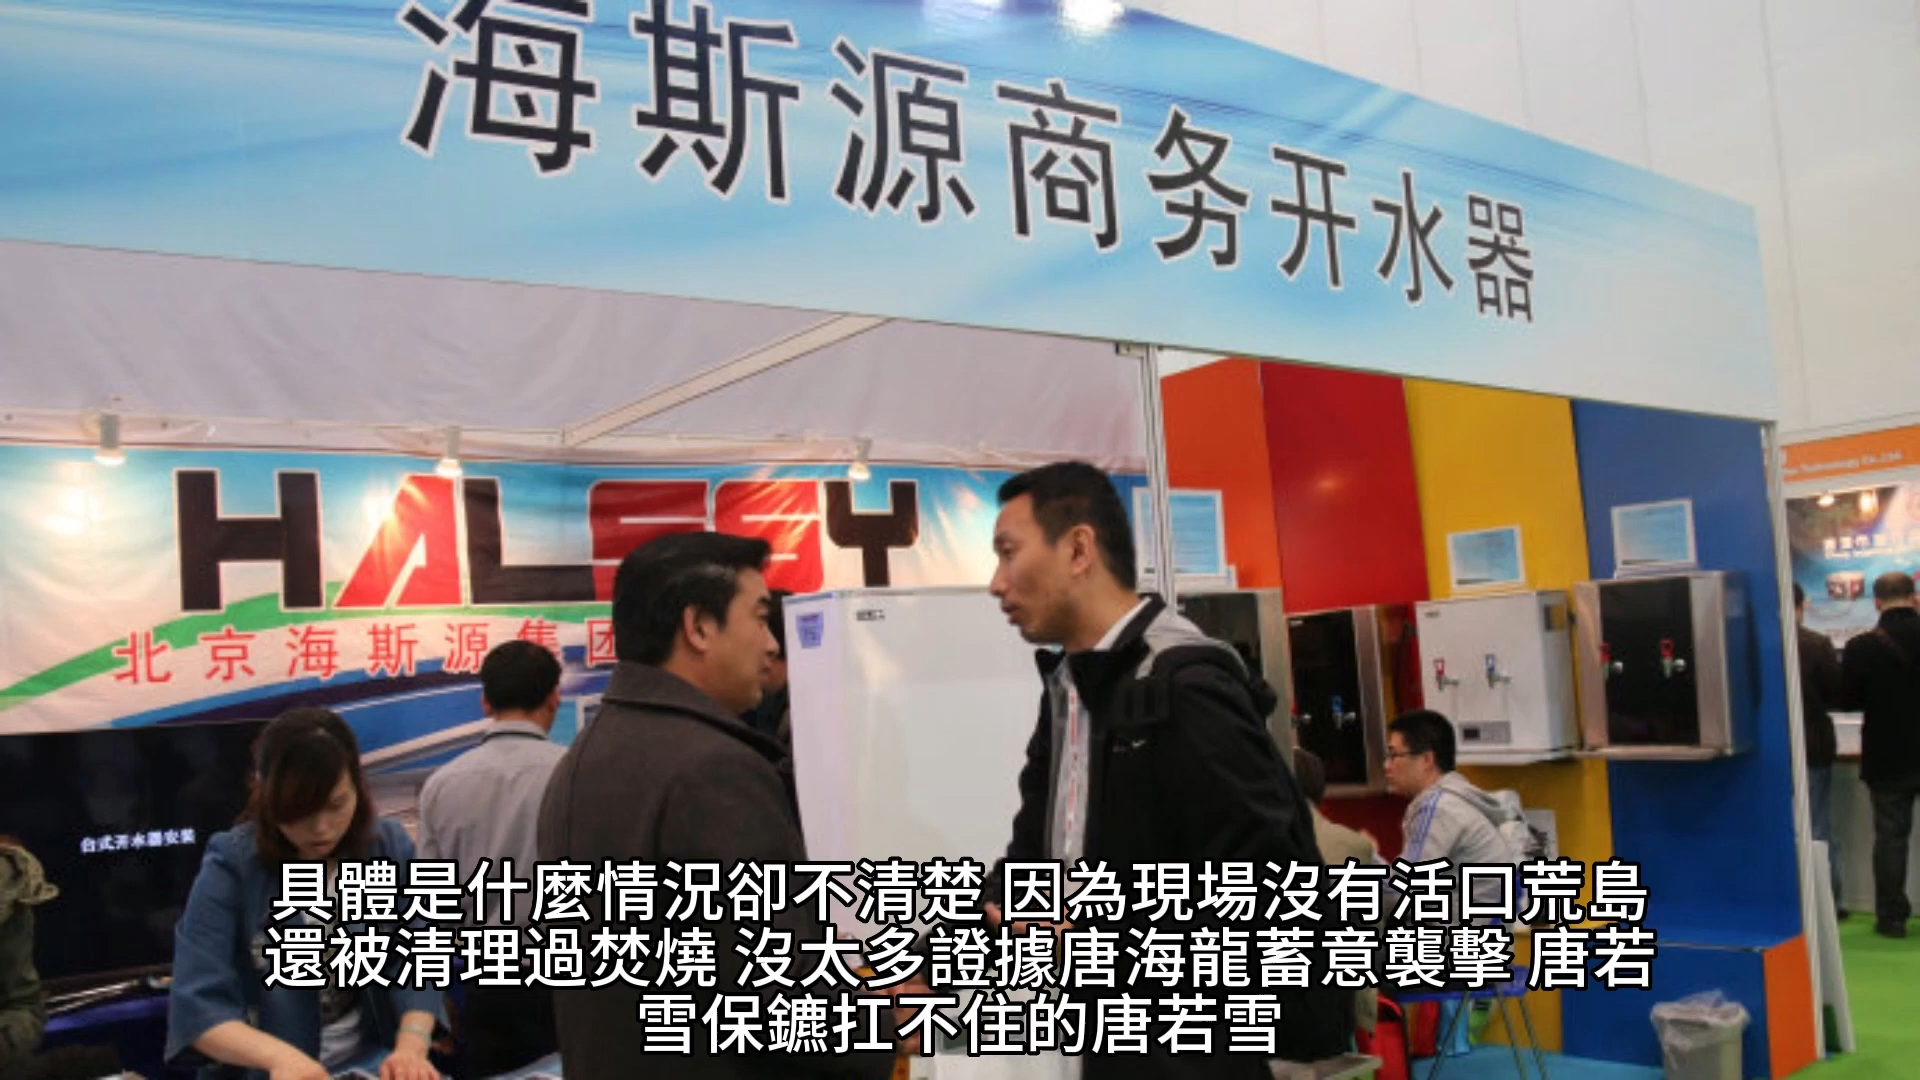 海斯源商务开水器
HALSSY
北京海斯源集团
台式开水器安装
具體是什麼情況卻不清楚 因為現場沒有活口荒島
還被清理過焚燒 沒太多證據唐海龍蓄意襲擊 唐若
雪保鑣扛不住的唐若雪